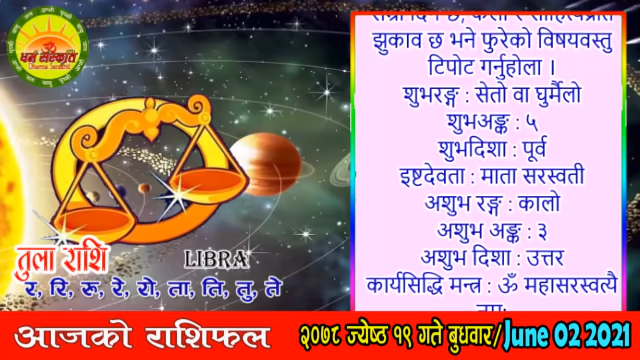 धर्म संस्कृति
झुकाव छ भने फुरेको विषयवस्तु
टिपोट गर्नुहोला ।
शुभरङ्ग : सेतो वा घुर्मैलो
शुभअङ्क : ५
शुभदिशा : पूर्व
इष्टदेवता : माता सरस्वती
अशुभ रङ्ग : कालो
अशुभ अङ्क : ३
अशुभ दिशा : उत्तर
कार्यसिद्धि मन्त्र : ॐ महासरस्वत्यै
तुला राशि
LIBRA
र, रि, रू, रे, रो, ता, ति, तु, ते
आजको राशिफल
२०७८ ज्येष्ठ १९ गते बुधवार/June 02 2021